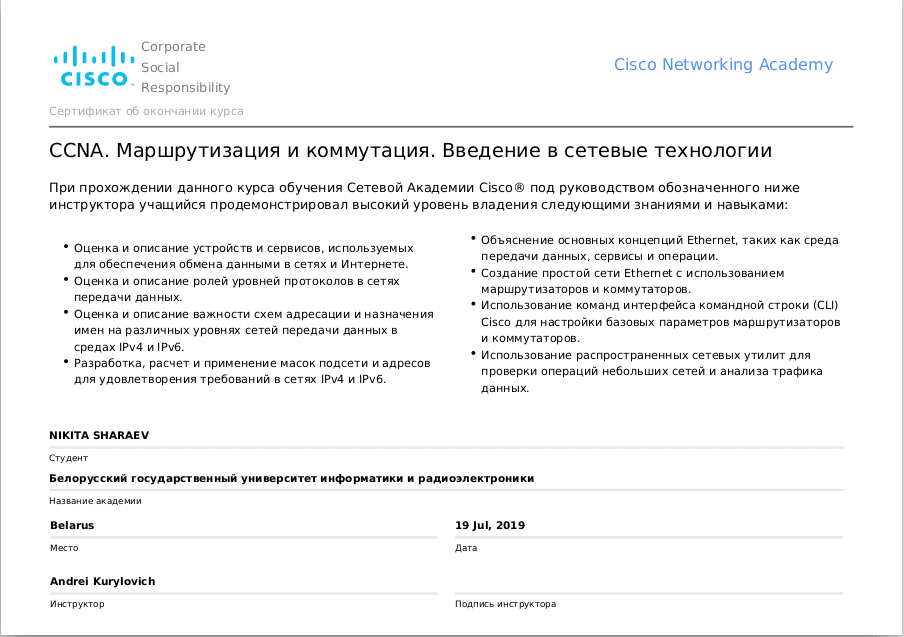 Corporate
Social
Responsibility
CISCO
Cisco Networking Academy
Сертификат об окончании курса
CCNA. Маршрутизация и коммутация. Введение в сетевые технологии
При прохождении данного курса обучения Сетевой Академии Cisco® под руководством обозначенного ниже
инструктора учащийся продемонстрировал высокий уровень владения следующими знаниями и навыками:
• Оценка и описание устройств и сервисов, используемых
для обеспечения обмена данными в сетях и Интернете.
• Оценка и описание ролей уровней протоколов в сетях
передачи данных.
• Оценка и описание важности схем адресации и назначения
имен на различных уровнях сетей передачи данных в
средах IPv4 и IPv6.
• Разработка, расчет и применение масок подсети и адресов
для удовлетворения требований в сетях IPv4 и IPv6.
• Объяснение основных концепций Ethernet, таких как среда
передачи данных, сервисы и операции.
• Создание простой сети Ethernet с использованием
маршрутизаторов и коммутаторов.
• Использование команд интерфейса командной строки (CLI)
Cisco для настройки базовых параметров маршрутизаторов
и коммутаторов.
• Использование распространенных сетевых утилит для
проверки операций небольших сетей и анализа трафика
данных.
NIKITA SHARAEV
Студент
Белорусский государственный университет информатики и радиоэлектроники
Название академии
Belarus
Место
19 Jul, 2019
Дата
Andrei Kurylovich
Инструктор
Подпись инструктора